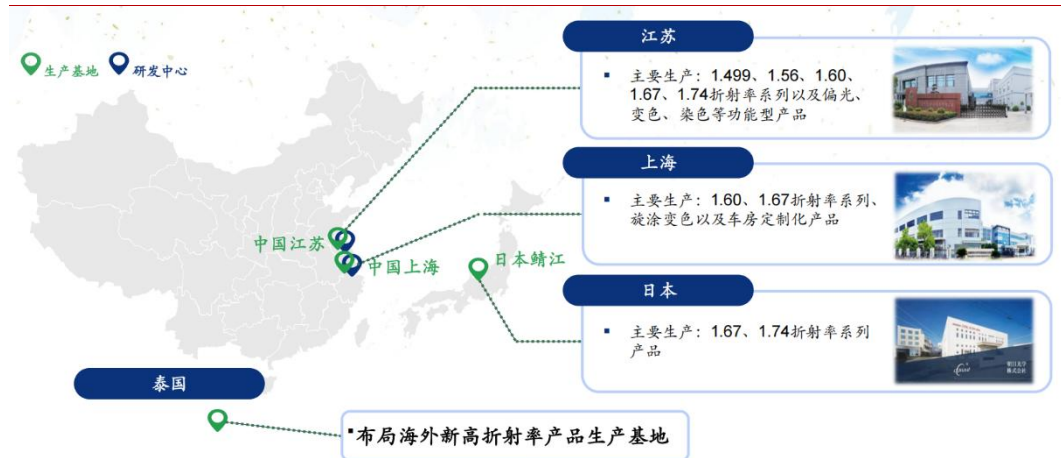 生产基地 研发中心
江苏
▪ 主要生产：1.499、1.56、1.60、
1.67、1.74折射率系列以及偏光、
变色、染色等功能型产品
上海
▪ 主要生产：1.60、1.67折射率系列、
旋涂变色以及车房定制化产品
中国江苏
中国上海
日本鲭江
日本
▪ 主要生产：1.67、1.74折射率系列
产品
泰国
▪布局海外新高折射率产品生产基地